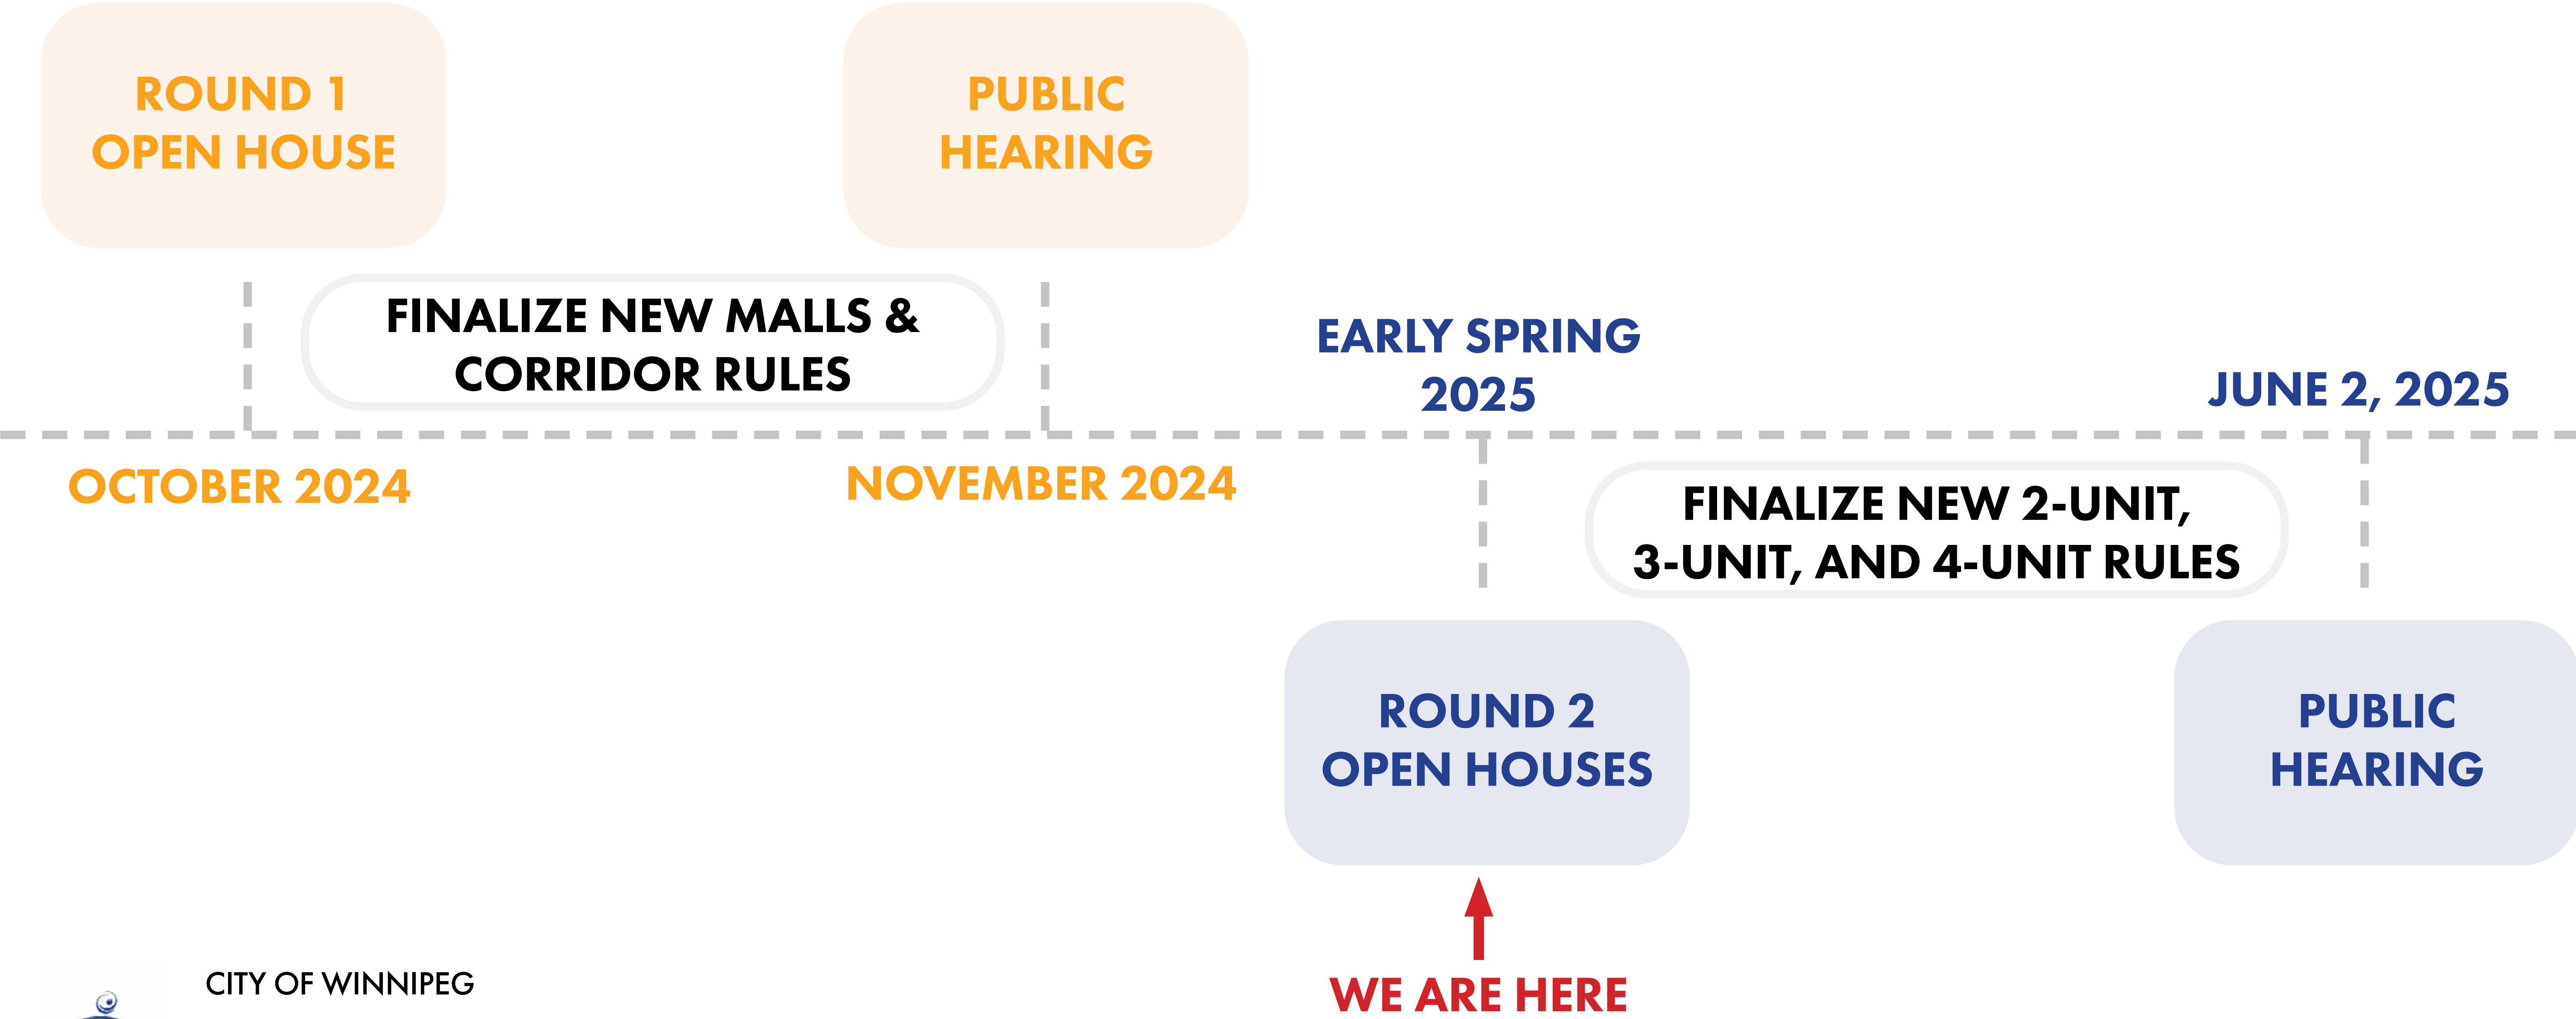 ROUND 1
OPEN HOUSE
PUBLIC
HEARING
FINALIZE NEW MALLS &
CORRIDOR RULES
EARLY SPRING
2025
JUNE 2, 2025
OCTOBER 2024
NOVEMBER 2024
FINALIZE NEW 2-UNIT,
3-UNIT, AND 4-UNIT RULES
ROUND 2
OPEN HOUSES
PUBLIC
HEARING
WE ARE HERE
CITY OF WINNIPEG